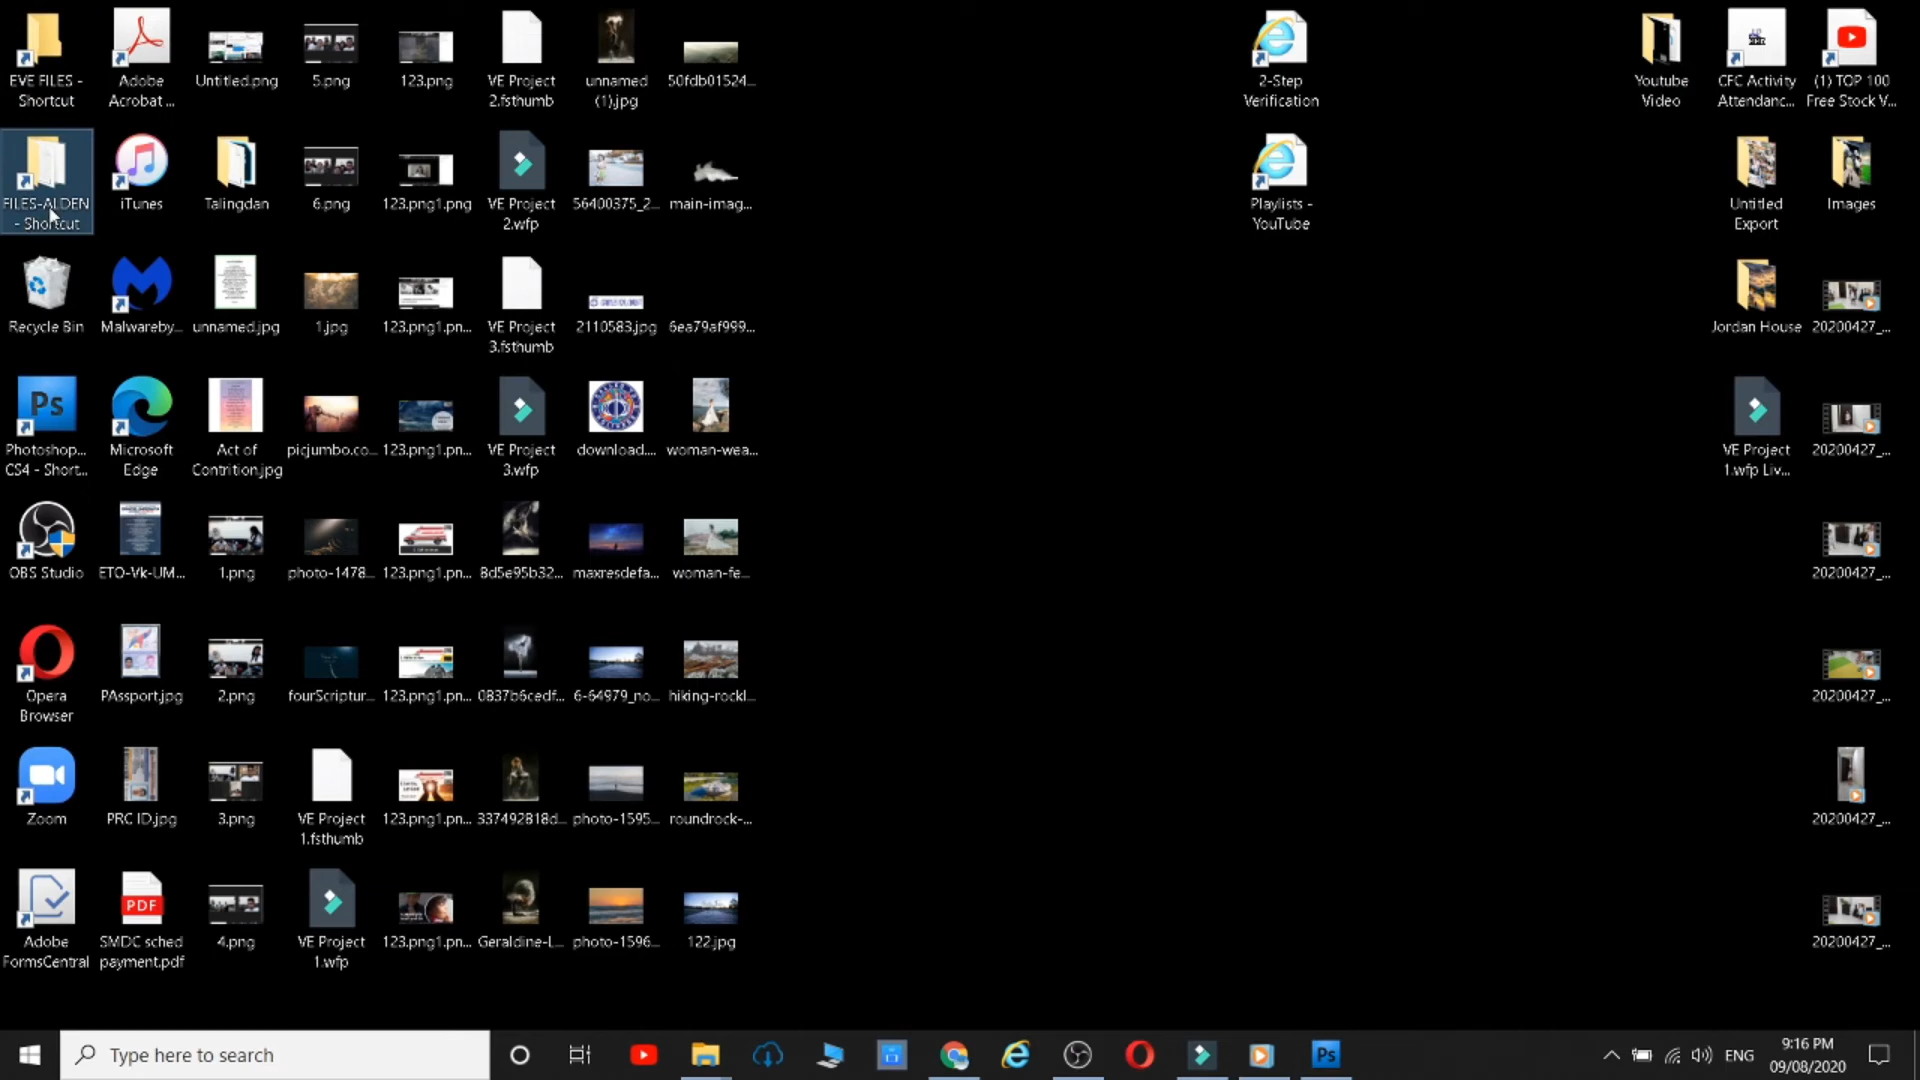 EVE FILES -
Shortcut
Adobe
Acrobat ...
Untitled.png
5.png
123.png
VE Project
2.fsthumb
unnamed
(1).jpg
50fdb01524...
2-Step
Verification
Youtube
Video
CFC Activity
Attendanc...
(1) TOP 100
Free Stock V...
FILES-ALDEN
- Shortcut
iTunes
Talingdan
6.png
123.png1.png
VE Project
2.wfp
56400375_2...
main-imag...
Playlists -
YouTube
Untitled
Export
Images
Recycle Bin
Malwareby...
unnamed.jpg
1.jpg
123.png1.pn...
VE Project
3.fsthumb
2110583.jpg
6ea79af999...
Jordan House
20200427_...
Ps
Photoshop...
CS4 - Short...
Microsoft
Edge
Act of
Contrition.jpg
picjumbo.co...
123.png1.pn...
VE Project
3.wfp
download....
woman-wea...
VE Project
1.wfp Liv...
20200427_...
OBS Studio
ETO-Vk-UM...
1.png
photo-1478...
123.png1.pn...
8d5e95b32...
maxresdefa...
woman-fe...
20200427_...
Opera
Browser
PAssport.jpg
2.png
fourScriptur...
123.png1.pn...
0837b6cedf...
6-64979_no...
hiking-rockl...
20200427_...
Zoom
PRC ID.jpg
3.png
VE Project
1.fsthumb
123.png1.pn...
337492818d...
photo-1595...
roundrock-...
20200427_...
Adobe
FormsCentral
PDF
SMDC sched
payment.pdf
4.png
VE Project
1.wfp
123.png1.pn...
Geraldine-L...
photo-1596...
122.jpg
20200427_...
Type here to search
Ps
ENG
9:16 PM
09/08/2020